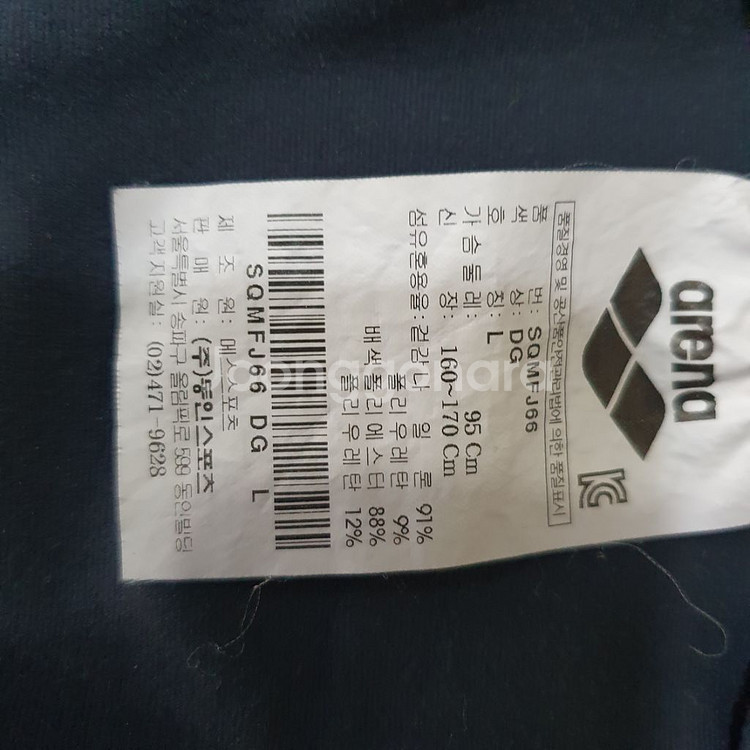 arena
품질경영 및 공산품안전관리법에 의한 품질표시
품 번: SQMFJ66
색 상: DG
호 칭: L
가슴둘레: 95 Cm
신 장: 160~170 Cm
섬유혼용율: 겉감나 일 론 91%
폴리우레탄 9%
배색폴리에스터 88%
폴리우레탄 12%
SQMFJ66 DG L
제 조 원: 메스스포츠
판 매 원: (주)동인스포츠
서울특별시 송파구 올림픽로 599 동인빌딩
고객지원실: (02)471-9628